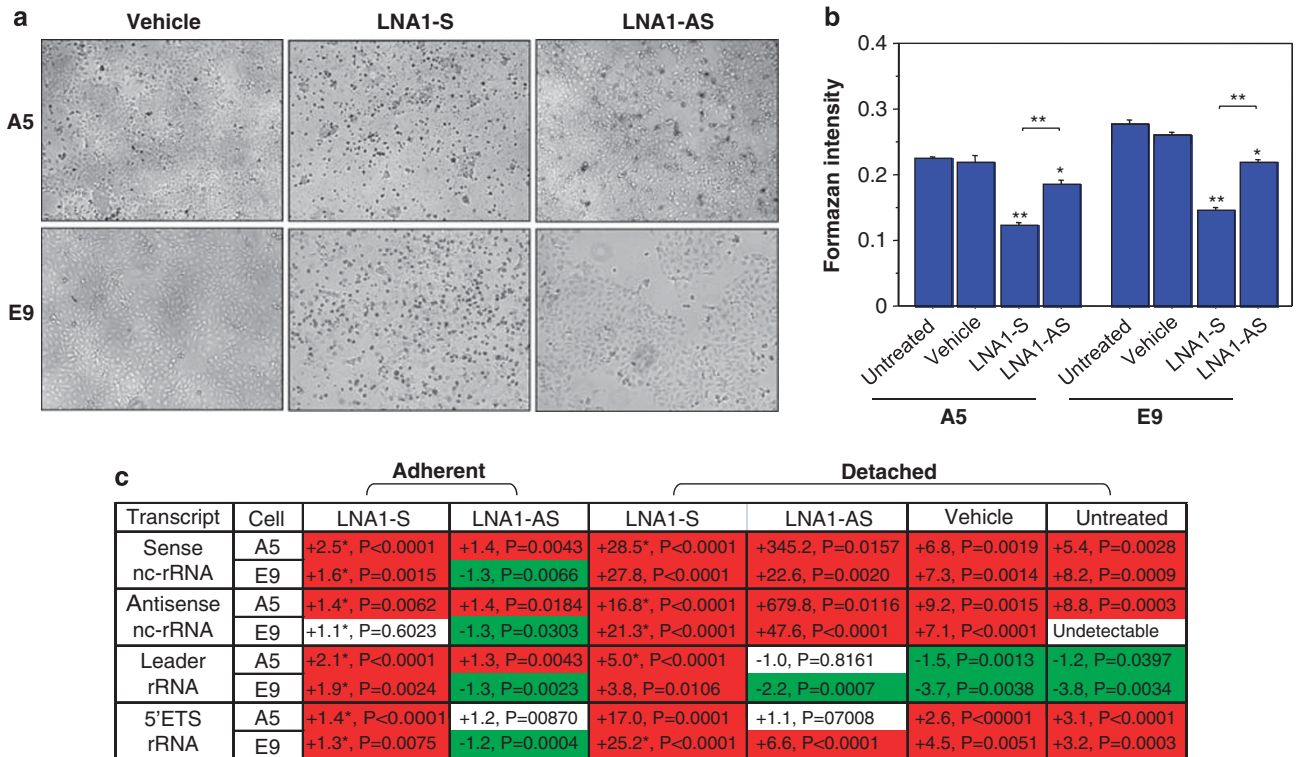 a
Vehicle LNA1-S LNA1-AS
A5
E9
b
Formazan intensity
0.4
0.3
0.2
0.1
0
** * ** ** * **
Untreated Vehicle LNA1-S LNA1-AS Untreated Vehicle LNA1-S LNA1-AS
A5 E9
c
Adherent Detached
Transcript Cell LNA1-S LNA1-AS LNA1-S LNA1-AS Vehicle Untreated
Sense nc-rRNA A5 +2.5*, P<0.0001 +1.4, P=0.0043 +28.5*, P<0.0001 +345.2, P=0.0157 +6.8, P=0.0019 +5.4, P=0.0028
E9 +1.6*, P=0.0015 -1.3, P=0.0066 +27.8, P<0.0001 +22.6, P=0.0020 +7.3, P=0.0014 +8.2, P=0.0009
Antisense nc-rRNA A5 +1.4*, P=0.0062 +1.4, P=0.0184 +16.8*, P<0.0001 +679.8, P=0.0116 +9.2, P=0.0015 +8.8, P=0.0003
E9 +1.1*, P=0.6023 -1.3, P=0.0303 +21.3*, P<0.0001 +47.6, P<0.0001 +7.1, P<0.0001 Undetectable
Leader rRNA A5 +2.1*, P<0.0001 +1.3, P=0.0043 +5.0*, P<0.0001 -1.0, P=0.8161 -1.5, P=0.0013 -1.2, P=0.0397
E9 +1.9*, P=0.0024 -1.3, P=0.0023 +3.8, P=0.0106 -2.2, P=0.0007 -3.7, P=0.0038 -3.8, P=0.0034
5'ETS rRNA A5 +1.4*, P<0.0001 +1.2, P=00870 +17.0, P=0.0001 +1.1, P=07008 +2.6, P<00001 +3.1, P<0.0001
E9 +1.3*, P=0.0075 -1.2, P=0.0004 +25.2*, P<0.0001 +6.6, P<0.0001 +4.5, P=0.0051 +3.2, P=0.0003